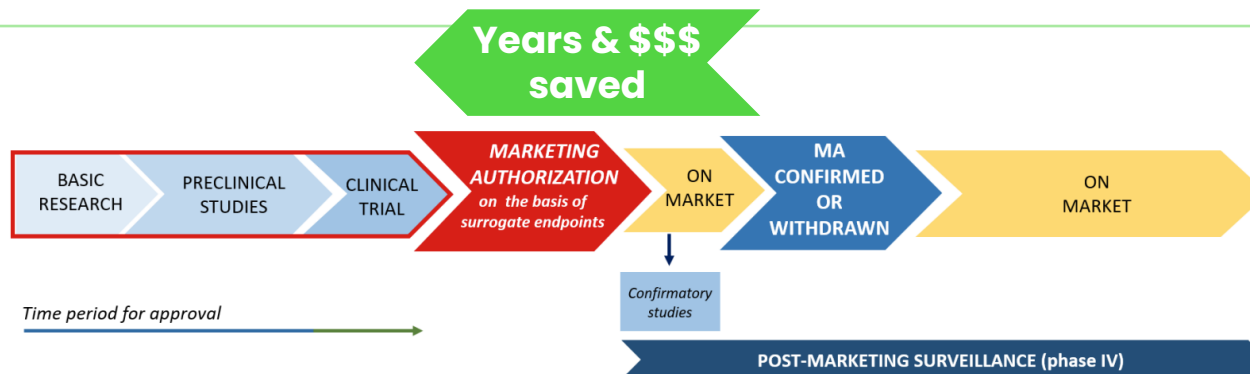 Years & $$$
saved
BASIC
RESEARCH
PRECLINICAL
STUDIES
CLINICAL
TRIAL
MARKETING
AUTHORIZATION
on the basis of
surrogate endpoints
ON
MARKET
MA
CONFIRMED
OR
WITHDRAWN
ON
MARKET
Confirmatory
studies
Time period for approval
POST-MARKETING SURVEILLANCE (phase IV)